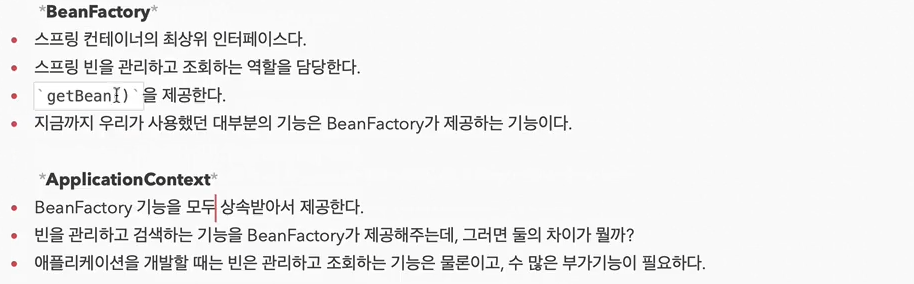 *BeanFactory*
• 스프링 컨테이너의 최상위 인터페이스다.
• 스프링 빈을 관리하고 조회하는 역할을 담당한다.
• `getBean()`을 제공한다.
• 지금까지 우리가 사용했던 대부분의 기능은 BeanFactory가 제공하는 기능이다.
*ApplicationContext*
• BeanFactory 기능을 모두 상속받아서 제공한다.
• 빈을 관리하고 검색하는 기능을 BeanFactory가 제공해주는데, 그러면 둘의 차이가 뭘까?
• 애플리케이션을 개발할 때는 빈은 관리하고 조회하는 기능은 물론이고, 수 많은 부가기능이 필요하다.